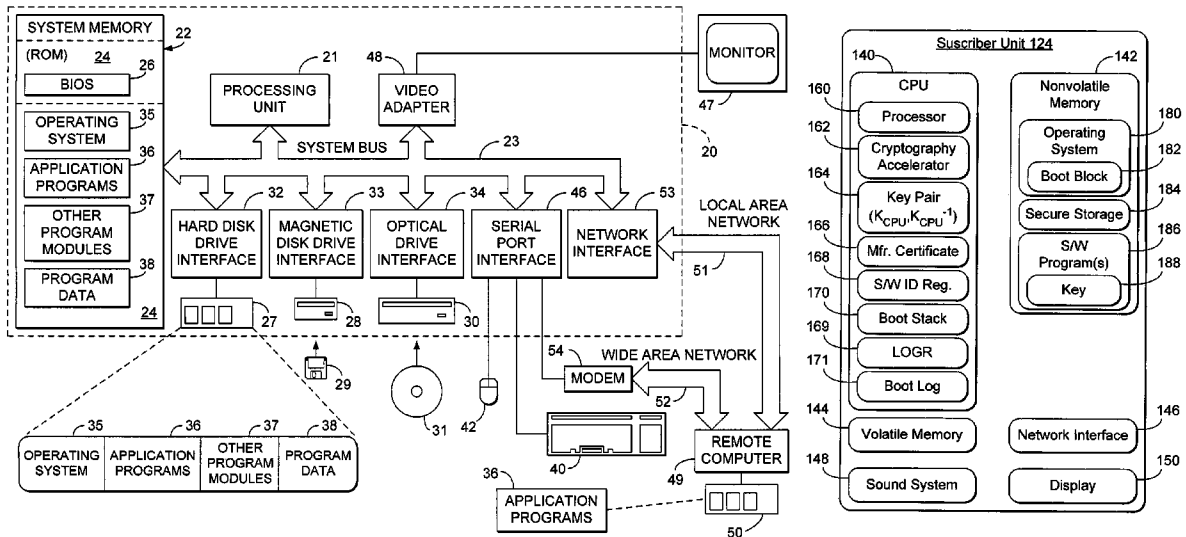 SYSTEM MEMORY
22
(ROM)
24
26
BIOS
35
OPERATING
SYSTEM
36
APPLICATION
PROGRAMS
37
OTHER
PROGRAM
MODULES
38
PROGRAM
DATA
24
21
PROCESSING
UNIT
48
VIDEO
ADAPTER
MONITOR
47
SYSTEM BUS
23
20
32
HARD DISK
DRIVE
INTERFACE
33
MAGNETIC
DISK DRIVE
INTERFACE
34
OPTICAL
DRIVE
INTERFACE
46
SERIAL
PORT
INTERFACE
53
NETWORK
INTERFACE
LOCAL AREA
NETWORK
51
27
28
30
29
31
42
54
MODEM
WIDE AREA NETWORK
52
40
REMOTE
COMPUTER
49
50
36
APPLICATION
PROGRAMS
35
OPERATING
SYSTEM
36
APPLICATION
PROGRAMS
37
OTHER
PROGRAM
MODULES
38
PROGRAM
DATA
Suscriber Unit 124
140
CPU
160
Processor
162
Cryptography
Accelerator
164
Key Pair
(KCPU,KCPU-1)
166
Mfr. Certificate
168
S/W ID Reg.
170
Boot Stack
169
LOGR
171
Boot Log
142
Nonvolatile
Memory
180
Operating
System
182
Boot Block
184
Secure Storage
186
S/W
Program(s)
188
Key
144
Volatile Memory
146
Network Interface
148
Sound System
150
Display